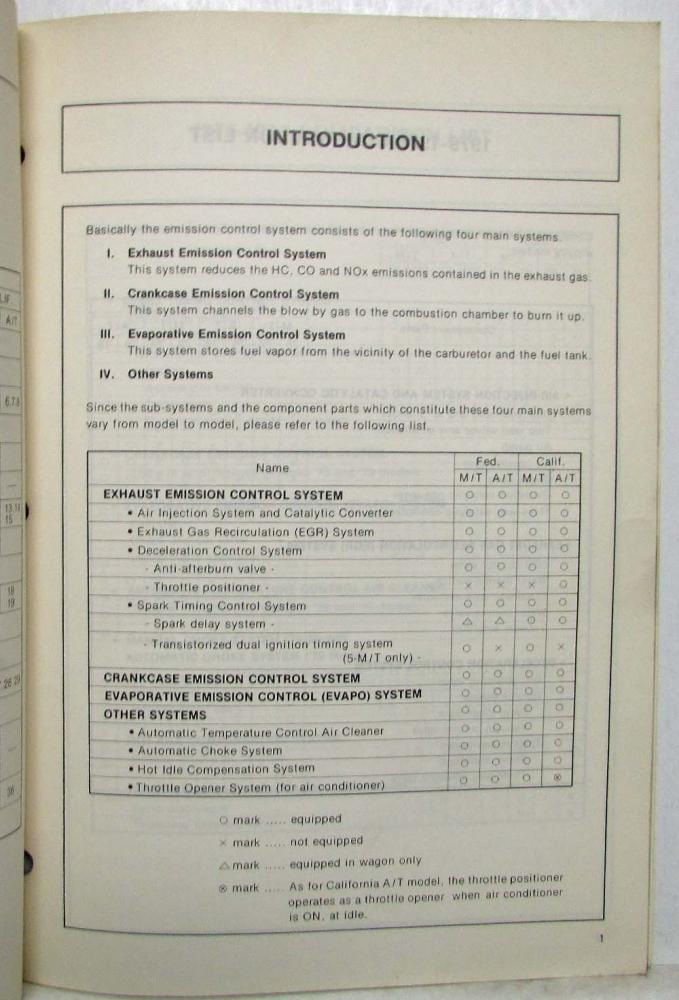 LIF
A/T
6.7.8
13.14
15
18
19
36
INTRODUCTION
Basically the emission control system consists of the following four main systems.
I. Exhaust Emission Control System
This system reduces the HC, CO and NOx emissions contained in the exhaust gas.
II. Crankcase Emission Control System
This system channels the blow by gas to the combustion chamber to burn it up.
III. Evaporative Emission Control System
This system stores fuel vapor from the vicinity of the carburetor and the fuel tank.
IV. Other Systems
Since the sub-systems and the component parts which constitute these four main systems
vary from model to model, please refer to the following list.
Name Fed. Calif.
M/T A/T M/T A/T
EXHAUST EMISSION CONTROL SYSTEM ○ ○ ○ ○
• Air Injection System and Catalytic Converter ○ ○ ○ ○
• Exhaust Gas Recirculation (EGR) System ○ ○ ○ ○
• Deceleration Control System ○ ○ ○ ○
- Anti-afterburn valve - ○ ○ ○ ○
- Throttle positioner - × × × ○
• Spark Timing Control System ○ ○ ○ ○
- Spark delay system - △ △ ○ ○
- Transistorized dual ignition timing system
(5-M/T only) - ○ × ○ ×
CRANKCASE EMISSION CONTROL SYSTEM ○ ○ ○ ○
EVAPORATIVE EMISSION CONTROL (EVAPO) SYSTEM ○ ○ ○ ○
OTHER SYSTEMS ○ ○ ○ ○
• Automatic Temperature Control Air Cleaner ○ ○ ○ ○
• Automatic Choke System ○ ○ ○ ○
• Hot Idle Compensation System ○ ○ ○ ○
• Throttle Opener System (for air conditioner) ○ ○ ○ ⊗
○ mark ..... equipped
× mark ..... not equipped
△ mark ..... equipped in wagon only
⊗ mark ..... As for California A/T model, the throttle positioner
operates as a throttle opener when air conditioner
is ON, at idle.
1